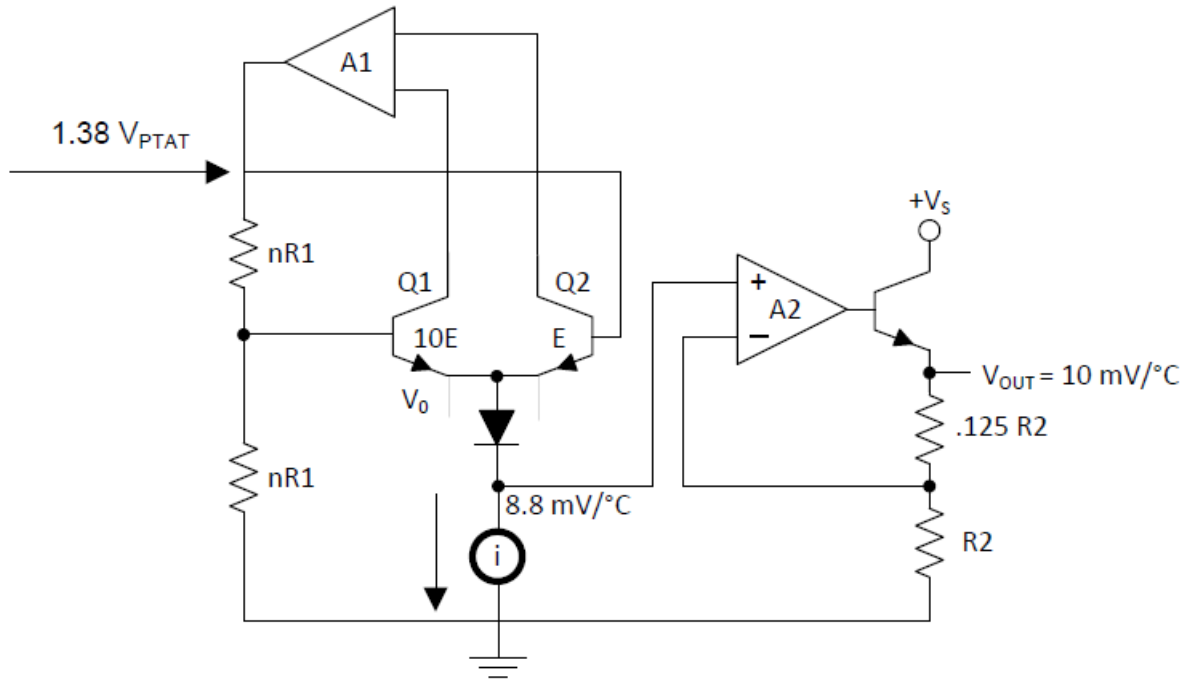 A1
1.38 VPTAT
+VS
nR1
Q1
Q2
+
A2
10E
E
−
V0
VOUT = 10 mV/°C
.125 R2
nR1
8.8 mV/°C
i
R2